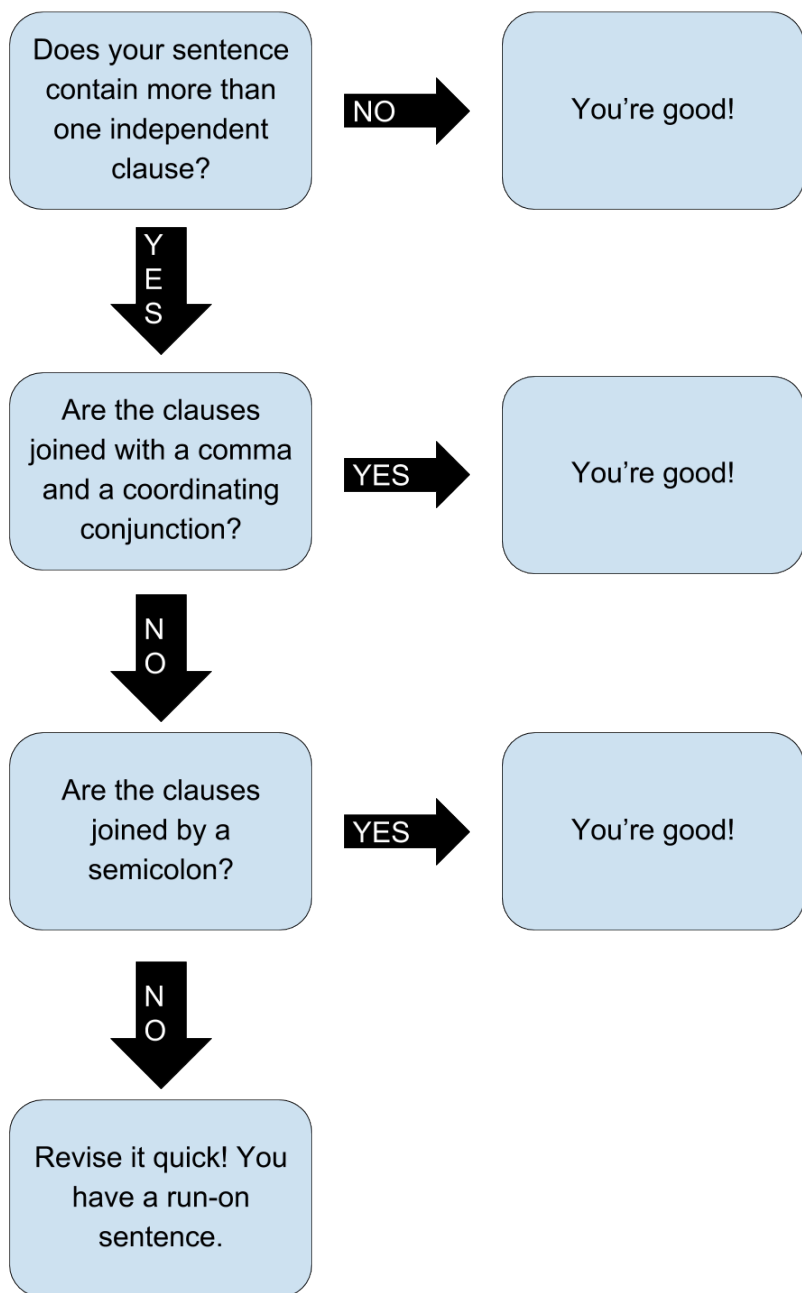 Does your sentence
contain more than
one independent
clause?
NO
You're good!
Y
E
S
Are the clauses
joined with a comma
and a coordinating
conjunction?
YES
You're good!
N
O
Are the clauses
joined by a
semicolon?
YES
You're good!
N
O
Revise it quick! You
have a run-on
sentence.